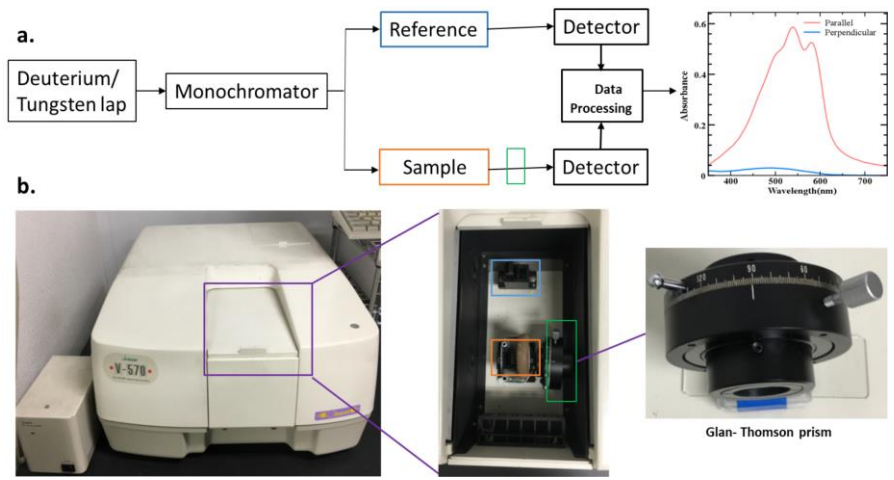 a.
Deuterium/
Tungsten lap
Monochromator
Reference
Sample
Detector
Data
Processing
Detector
Absorbance
0.6
0.4
0.2
0
Parallel
Perpendicular
400
500
600
700
Wavelength(nm)
b.
V-570
120
90
60
Glan- Thomson prism